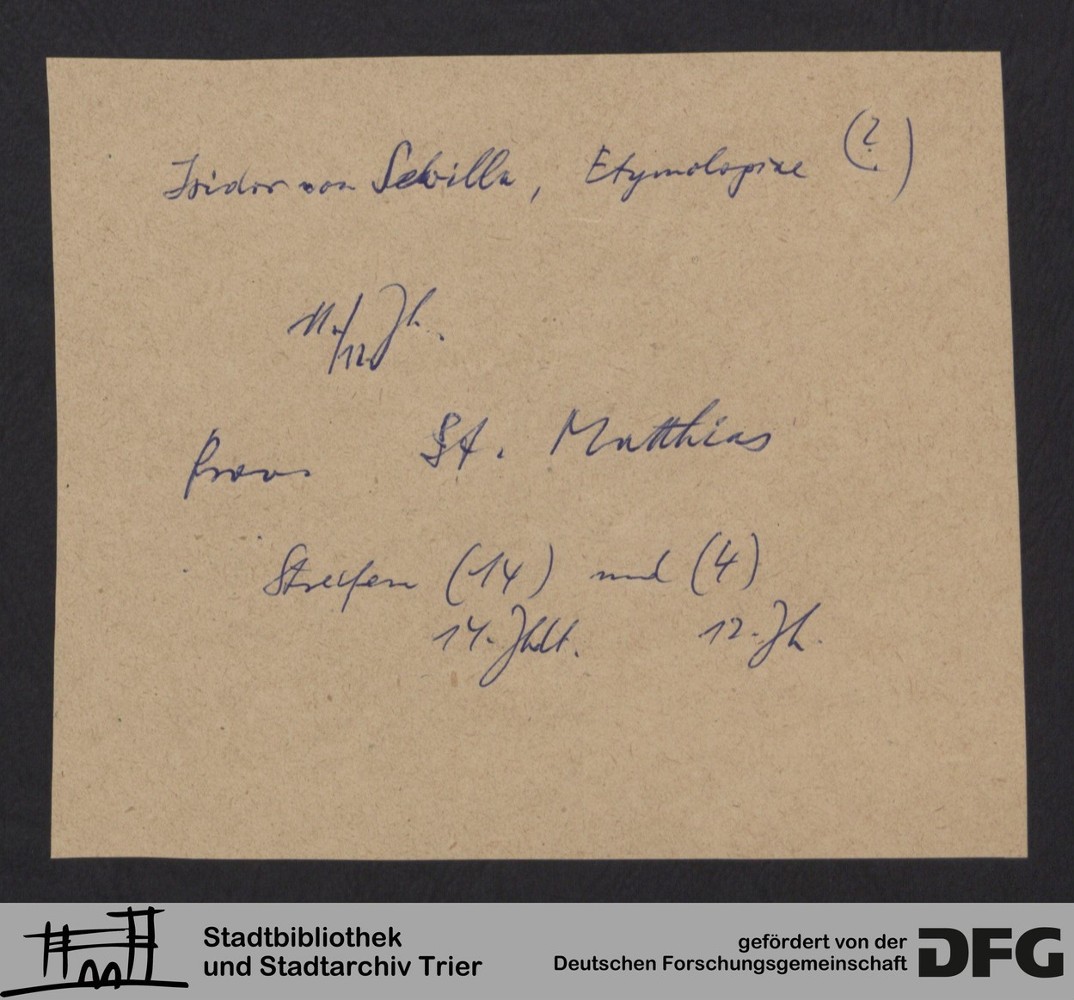 Isidor von Sevilla, Etymologiae (?)
11./12. Jh.
Prov. St. Matthias
Streifen (14) und (4)
14. Jhdt. 12. Jh.
Stadtbibliothek
und Stadtarchiv Trier
gefördert von der
Deutschen Forschungsgemeinschaft
DFG